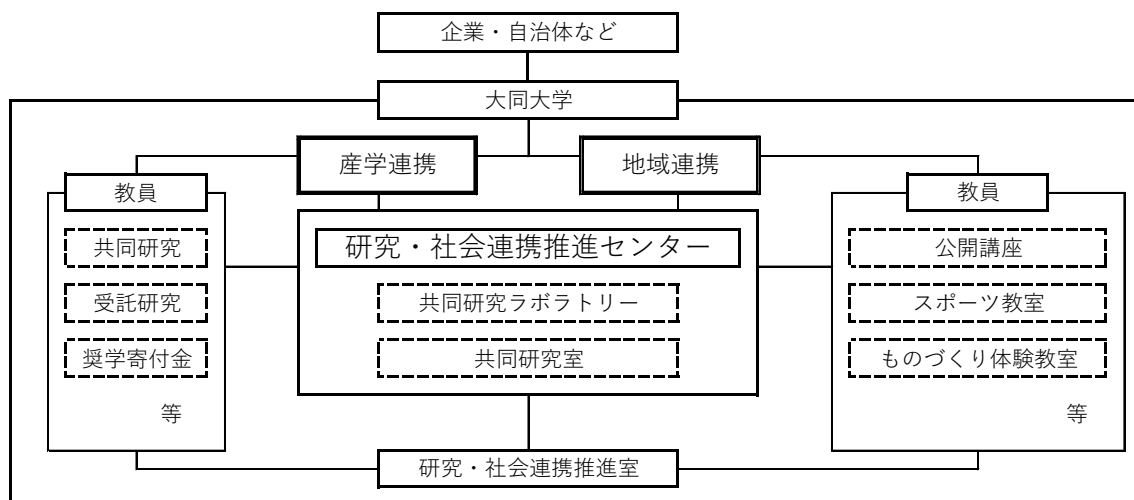 企業・自治体など
大同大学
産学連携
地域連携
教員
共同研究
受託研究
奨学寄付金
等
研究・社会連携推進センター
共同研究ラボラトリー
共同研究室
教員
公開講座
スポーツ教室
ものづくり体験教室
等
研究・社会連携推進室